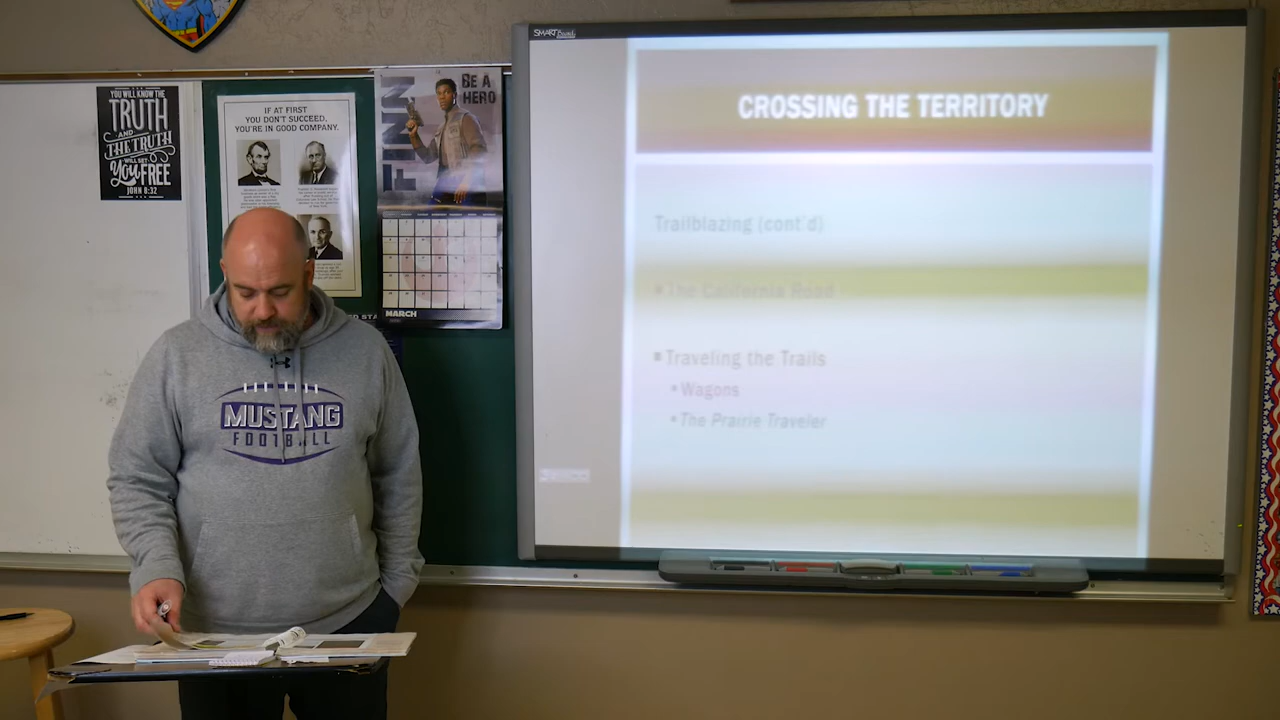 SMART Board
CROSSING THE TERRITORY
Trailblazing (cont'd)
▪ The California Road
▪ Traveling the Trails
• Wagons
• The Prairie Traveler
YOU WILL KNOW THE
TRUTH
AND
THE TRUTH
WILL SET
You FREE
JOHN 8:32
IF AT FIRST
YOU DON'T SUCCEED,
YOU'RE IN GOOD COMPANY.
FINN
BE A
HERO
MARCH
ED STA
MUSTANG
FOOTBALL